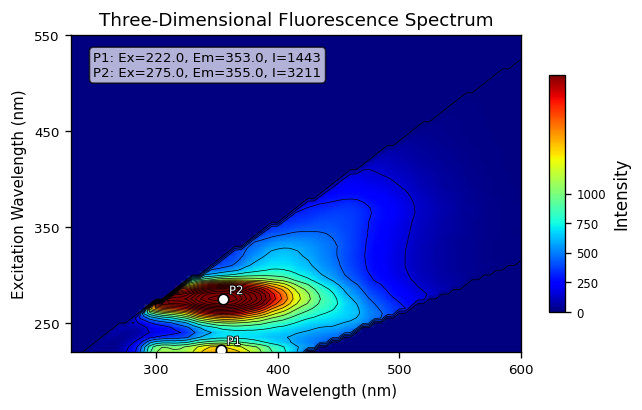 Three-Dimensional Fluorescence Spectrum
550
P1: Ex=222.0, Em=353.0, I=1443
P2: Ex=275.0, Em=355.0, I=3211
450
350
250
Excitation Wavelength (nm)
P2
P1
300
400
500
600
Emission Wavelength (nm)
1000
750
500
250
0
Intensity